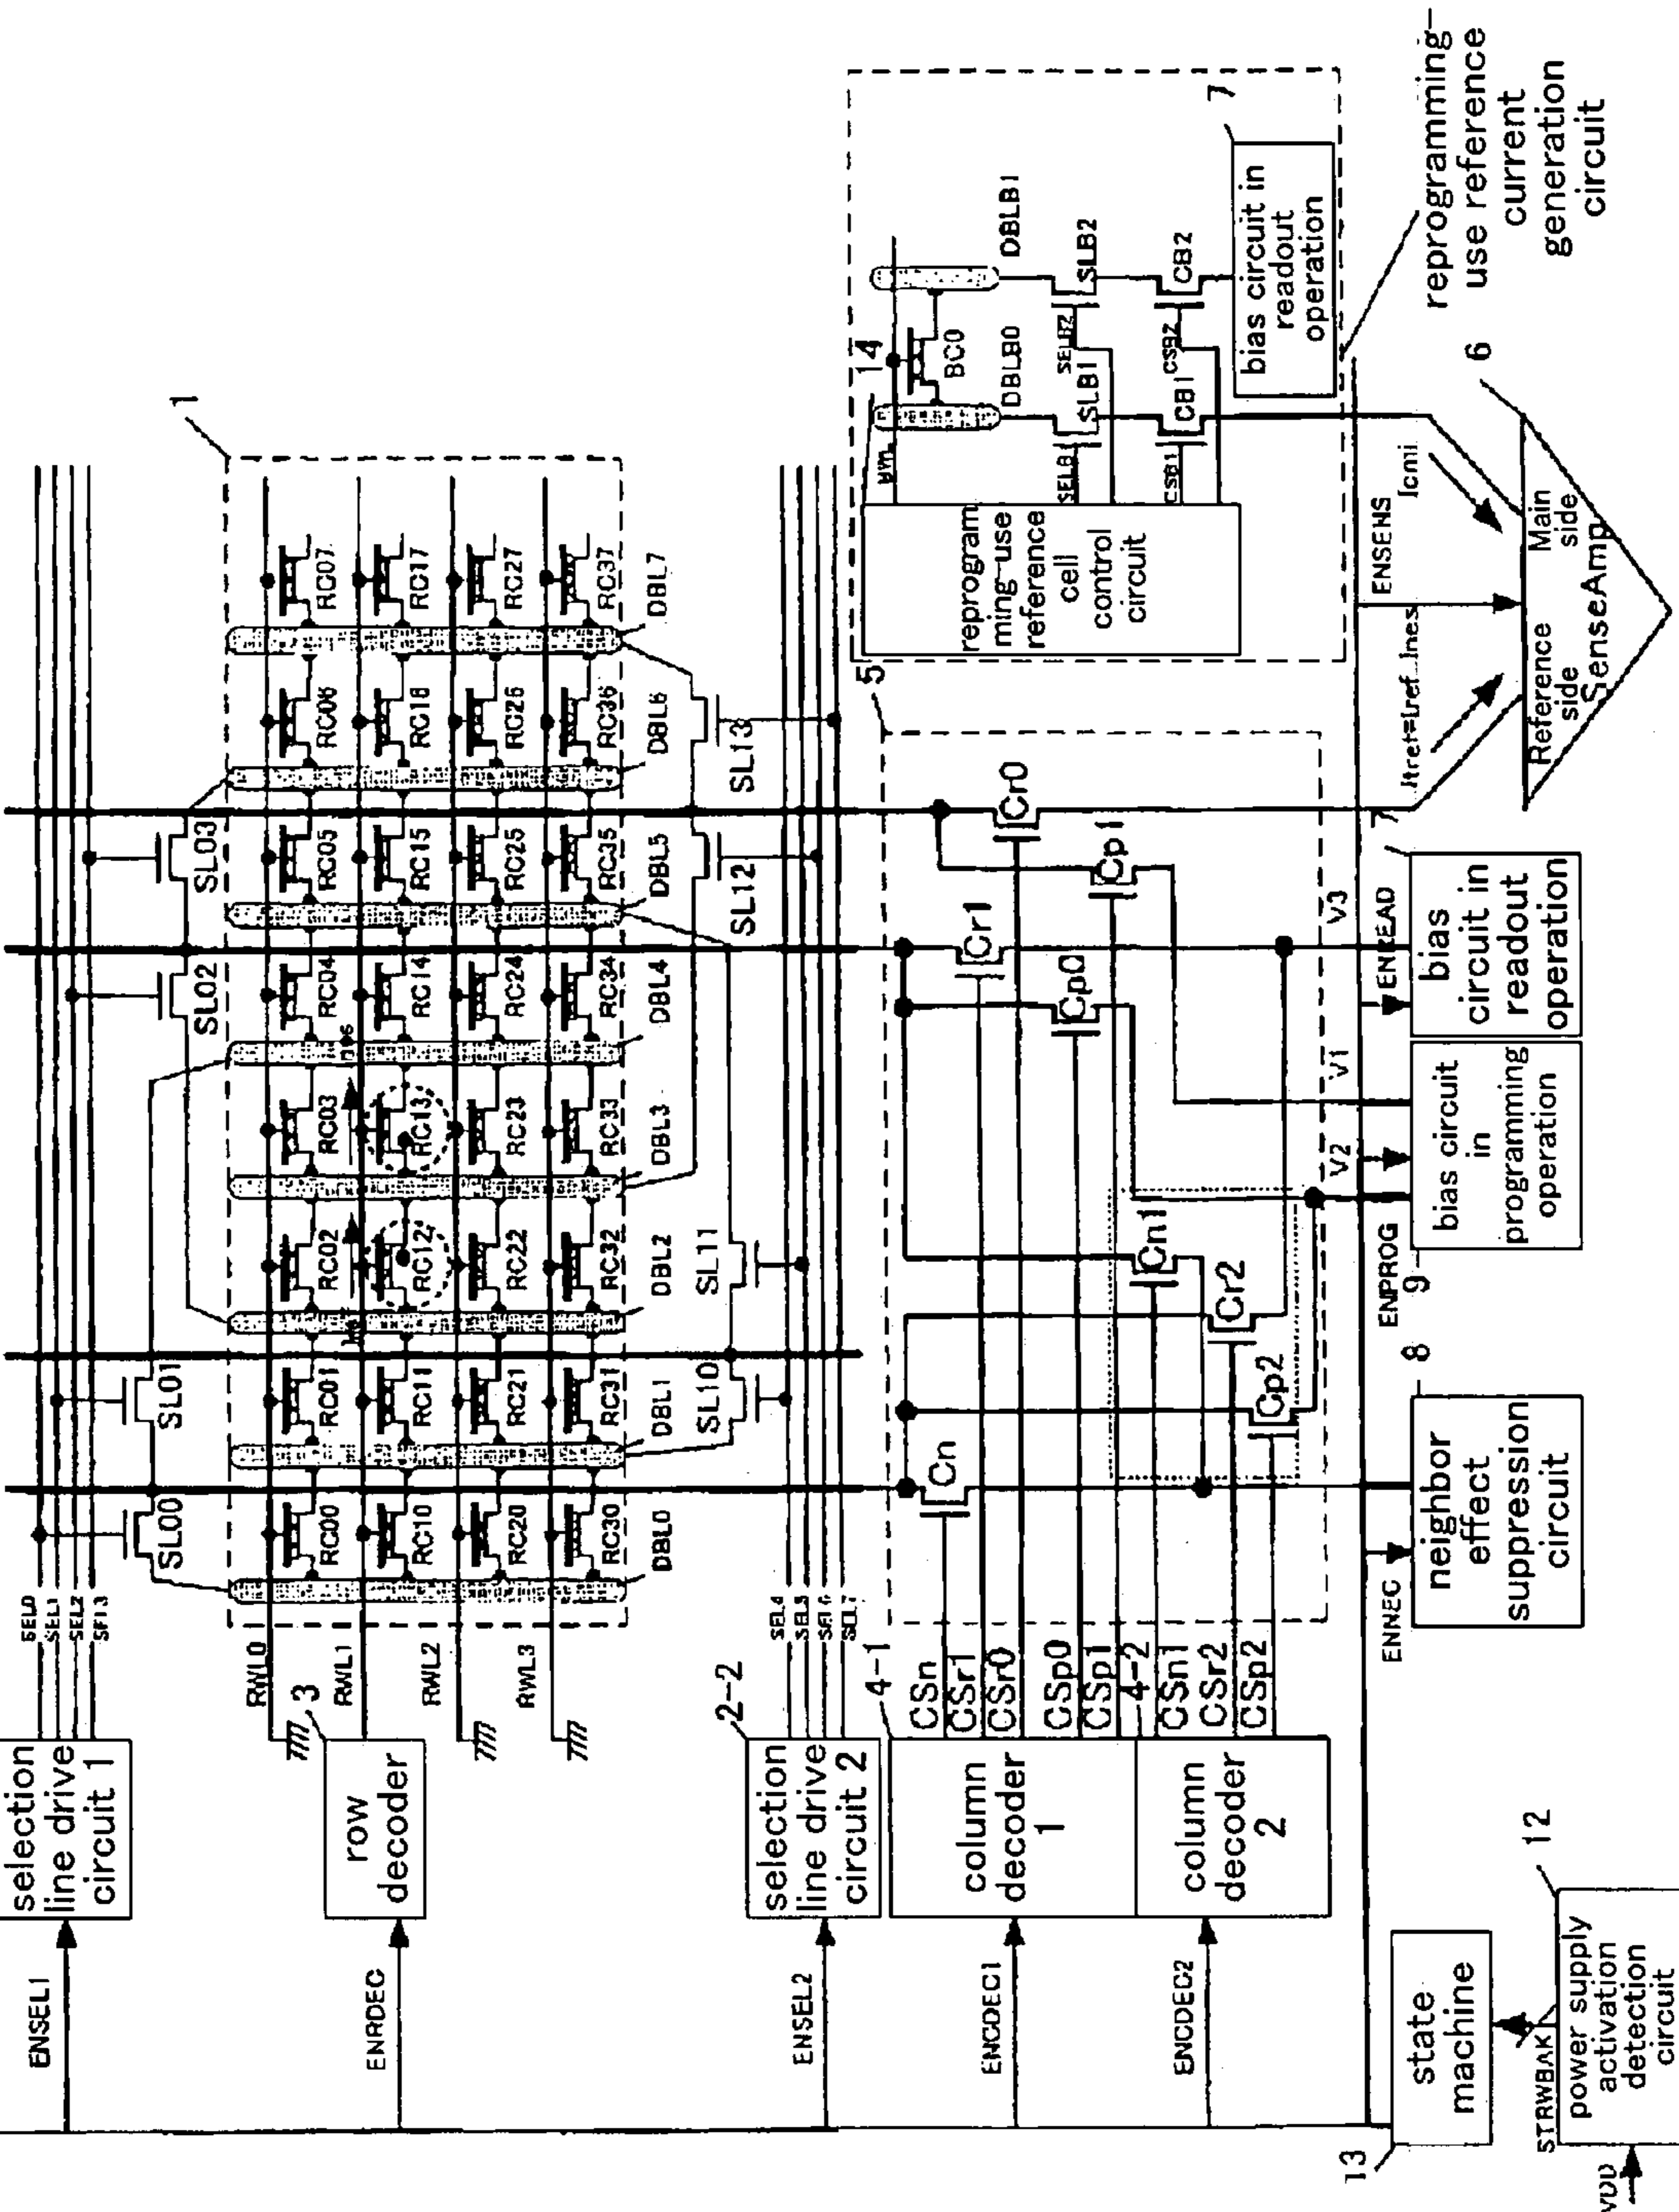 selection
line drive
circuit 1
ENSEL1
SEL0
SEL1
SEL2
SL00
SL01
SL02
SL03
1
RWL0
3
RWL1
RWL2
RWL3
row
decoder
ENRDEC
RC00
RC01
RC02
RC03
RC04
RC05
RC06
RC07
RC10
RC11
RC12
RC13
RC14
RC15
RC16
RC17
RC20
RC21
RC22
RC23
RC24
RC25
RC26
RC27
RC30
RC31
RC32
RC33
RC34
RC35
RC36
RC37
DBL0
DBL1
DBL2
DBL3
DBL4
DBL5
DBL6
DBL7
SL10
SL11
SL12
SL13
SEL4
SEL5
SEL6
SEL7
2-2
selection
line drive
circuit 2
ENSEL2
4-1
column
decoder
1
ENCDEC1
CSn
CSr1
CSr0
CSp0
CSp1
4-2
CSn1
CSr2
CSp2
column
decoder
2
ENCDEC2
5
Cn
Cr1
Cr0
Cp0
Cp1
Cn1
Cr2
Cp2
reprogram
ming-use
reference
cell
control
circuit
14
BC0
DBLB0
DBLB1
SELB1
SLB1
SELB2
SLB2
CSB1
CB1
CSB2
CB2
7
bias circuit in
readout
operation
reprogramming-
use reference
current
generation
circuit
6
ENSENS
Reference
side
Main
side
SenseAmp
7
V3
ENREAD
bias
circuit in
readout
operation
V1
V2
ENPROG
9
bias circuit
in
programming
operation
ENNEC
8
neighbor
effect
suppression
circuit
13
state
machine
STRWBAK
12
power supply
activation
detection
circuit
VDD